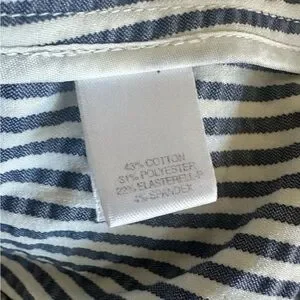 43% COTTON
31% POLYESTER
22% ELASTERELL-P
4% SPANDEX